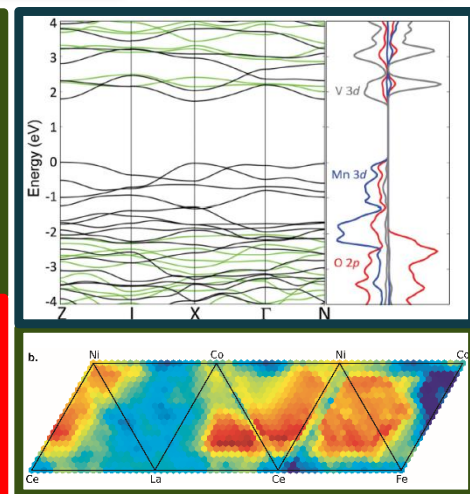 4
3
2
1
0
-1
-2
-3
-4
Energy (eV)
Z I X Γ N
V 3d
Mn 3d
O 2p
b.
Ni Co Ni Co
Ce La Ce Fe